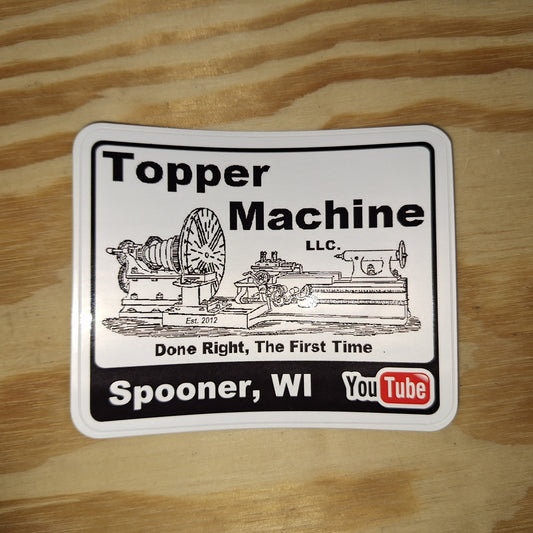 Topper
Machine
LLC.
Est. 2012
Done Right, The First Time
Spooner, WI
YouTube